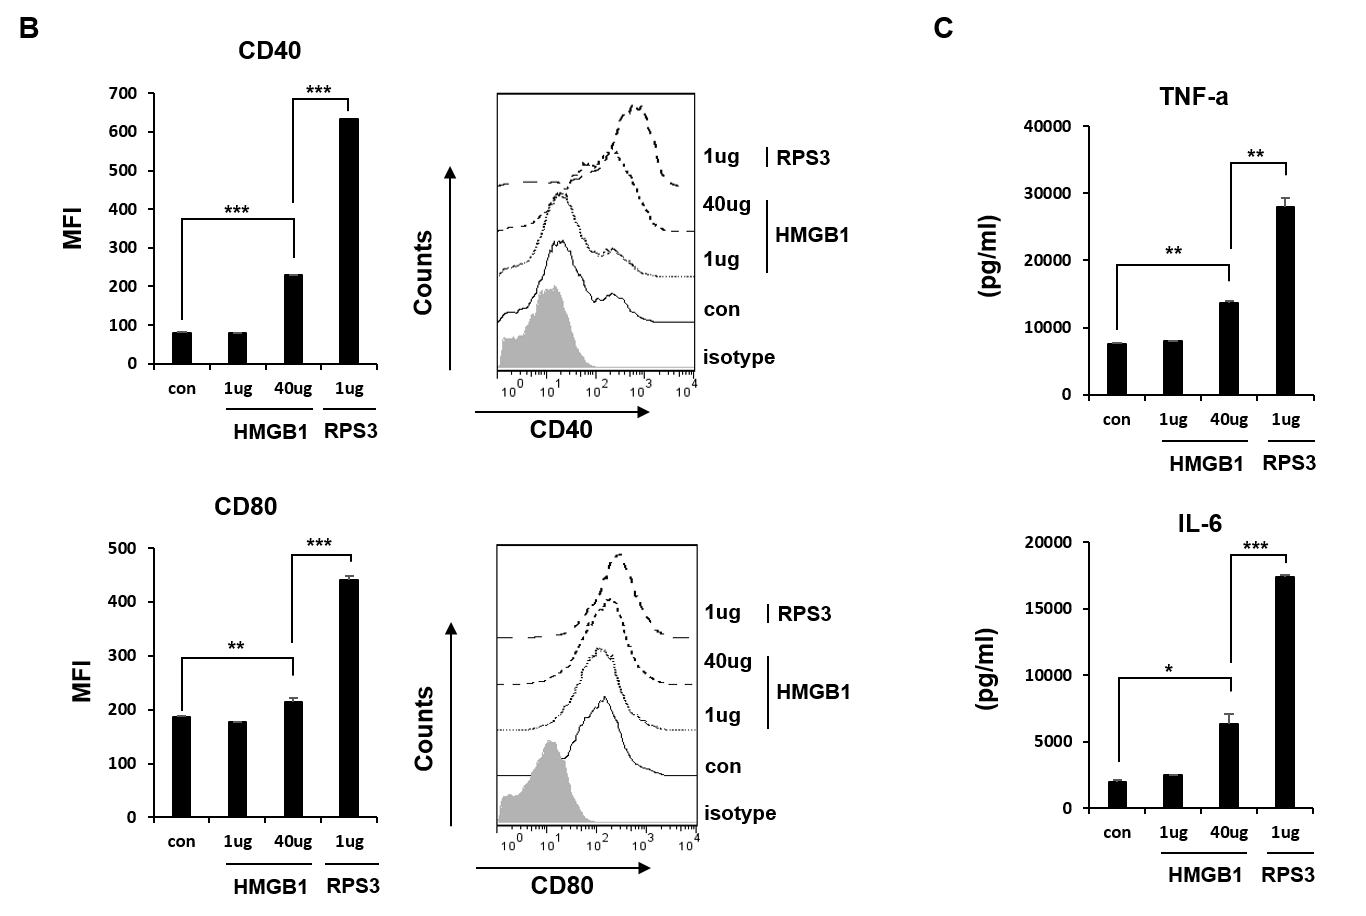 B
CD40
700
600
500
400
300
200
100
0
MFI
***
***
con 1ug 40ug 1ug
HMGB1 RPS3
Counts
1ug RPS3
40ug
HMGB1
1ug
con
isotype
10⁰ 10¹ 10² 10³ 10⁴
CD40
CD80
500
400
300
200
100
0
MFI
**
***
con 1ug 40ug 1ug
HMGB1 RPS3
Counts
1ug RPS3
40ug
HMGB1
1ug
con
isotype
10⁰ 10¹ 10² 10³ 10⁴
CD80
C
TNF-a
40000
30000
20000
10000
0
(pg/ml)
**
**
con 1ug 40ug 1ug
HMGB1 RPS3
IL-6
20000
15000
10000
5000
0
(pg/ml)
*
***
con 1ug 40ug 1ug
HMGB1 RPS3